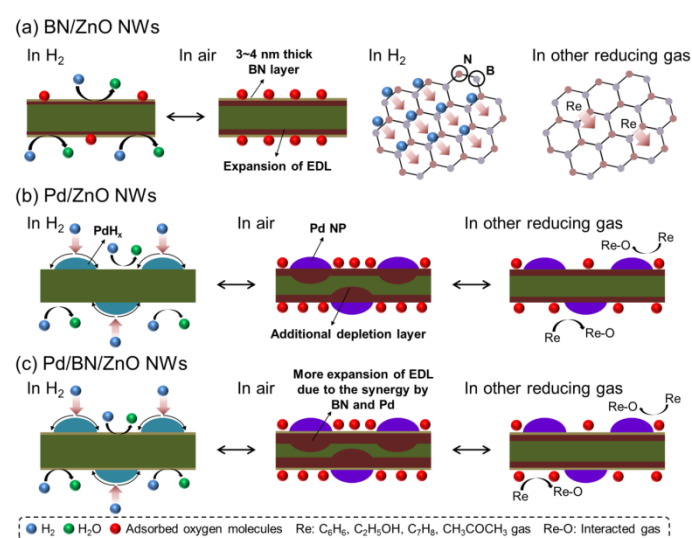 (a) BN/ZnO NWs
In H₂
In air
3~4 nm thick
BN layer
Expansion of EDL
In H₂
N
B
In other reducing gas
Re
Re
(b) Pd/ZnO NWs
In H₂
PdHₓ
In air
Pd NP
Additional depletion layer
In other reducing gas
Re-O
Re
Re
Re-O
(c) Pd/BN/ZnO NWs
In H₂
In air
More expansion of EDL
due to the synergy by
BN and Pd
In other reducing gas
Re-O
Re
Re
Re-O
H₂ H₂O Adsorbed oxygen molecules Re: C₆H₆, C₂H₅OH, C₇H₈, CH₃COCH₃ gas Re-O: Interacted gas